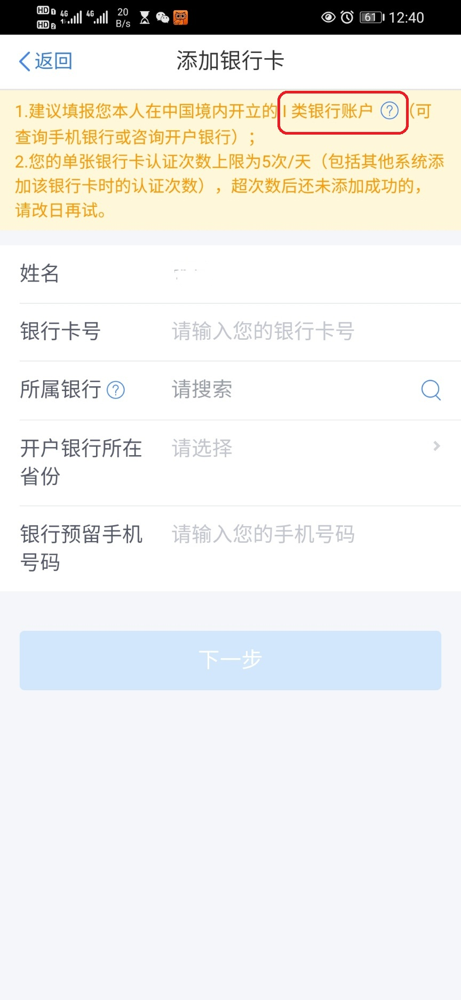 HD 1 4G 4G 20 61 12:40
HD 2 B/s
返回 添加银行卡
1.建议填报您本人在中国境内开立的 I 类银行账户 ? (可
查询手机银行或咨询开户银行)；
2.您的单张银行卡认证次数上限为5次/天（包括其他系统添
加该银行卡时的认证次数），超次数后还未添加成功的，
请改日再试。
姓名
银行卡号 请输入您的银行卡号
所属银行 ? 请搜索
开户银行所在 请选择
省份
银行预留手机 请输入您的手机号码
号码
下一步